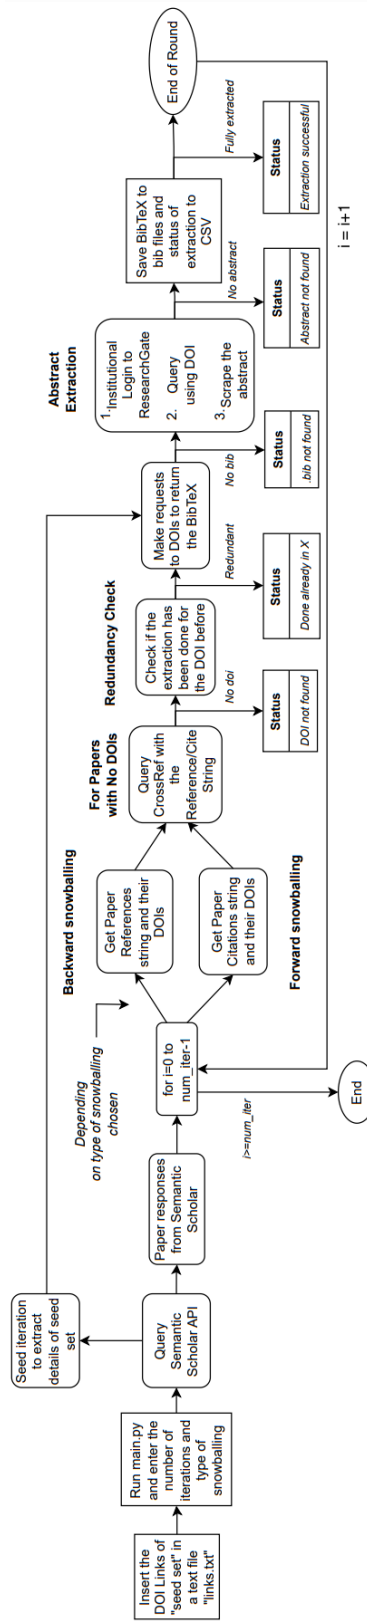 Insert the
DOI Links of
"seed set" in
a text file
"links.txt"
Run main.py
and enter the
number of
iterations and
type of
snowballing
Query
Semantic
Scholar API
Seed iteration
to extract
details of seed
set
Paper responses
from Semantic
Scholar
for i=0 to
num_iter-1
i>=num_iter
End
Depending
on type of snowballing
chosen
Backward snowballing
Get Paper
References
string and their
DOIs
Get Paper
Citations string
and their DOIs
Forward snowballing
For Papers
with No DOIs
Query
CrossRef with
the
Reference/Cite
String
No doi
Status
DOI not found
Redundancy Check
Check if the
extraction has
been done for
the DOI before
Redundant
Status
Done already in X
Make requests
to DOIs to return
the BibTeX
No bib
Status
.bib not found
Abstract
Extraction
1. Institutional
Login to
ResearchGate
2. Query
using DOI
3. Scrape the
abstract
No abstract
Status
Abstract not found
Save BibTeX to
bib files and
status of
extraction to
CSV
Fully extracted
Status
Extraction successful
End of Round
i = i+1